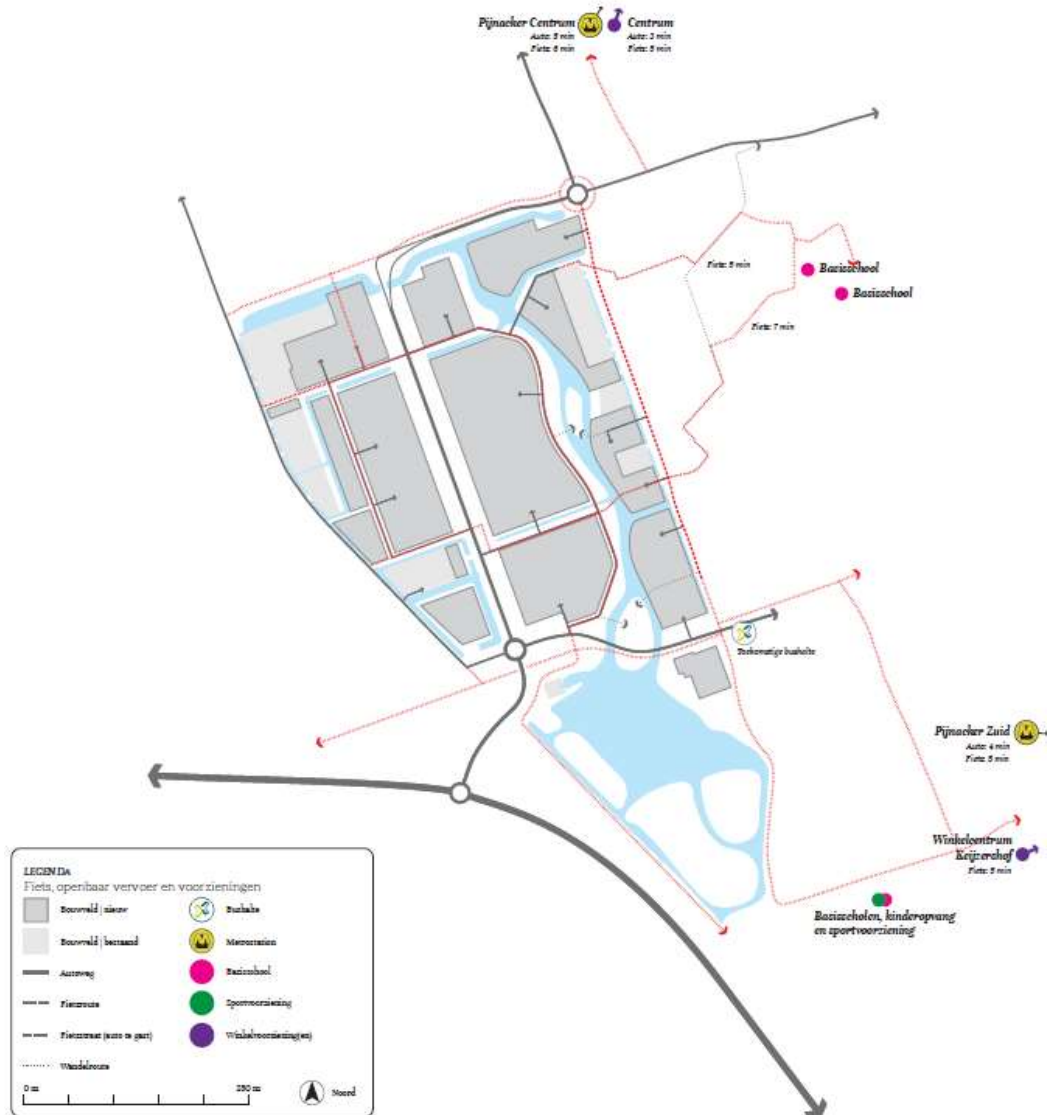 Pijnacker Centrum
Auto: 5 min
Fiets: 6 min
Centrum
Auto: 2 min
Fiets: 5 min
Fiets: 5 min
Basisschool
Basisschool
Fiets: 7 min
Toekomstige bushalte
Pijnacker Zuid
Auto: 4 min
Fiets: 5 min
Winkelcentrum
Keijzershof
Fiets: 5 min
Basisscholen, kinderopvang
en sportvoorziening
LEGENDA
Fiets, openbaar vervoer en voorzieningen
Bouwveld | nieuw
Bushalte
Bouwveld | bestaand
Metrostation
Autoweg
Basisschool
Fietsroute
Sportvoorziening
Fietsstraat (auto te gast)
Winkelvoorziening(en)
Wandelroute
0 m
250 m
Noord